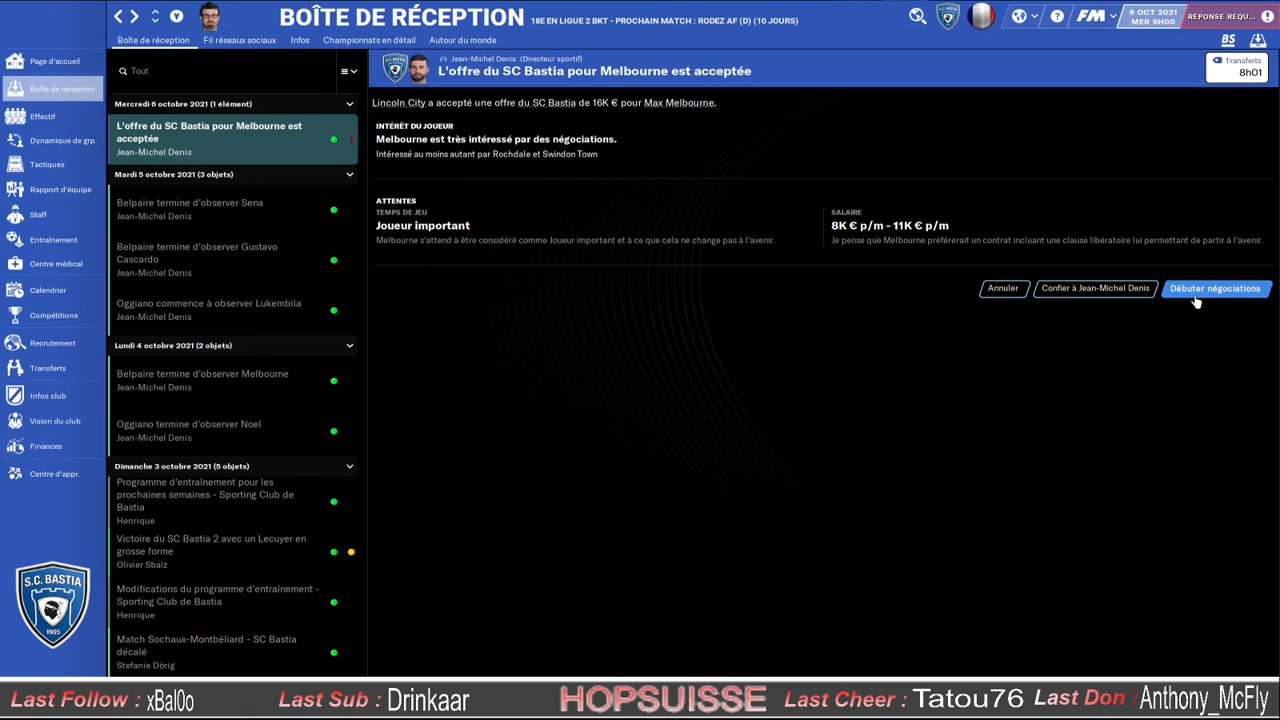 BOÎTE DE RÉCEPTION
18E EN LIGUE 2 BKT - PROCHAIN MATCH : RODEZ AF (D) (10 JOURS)
FM
6 OCT 2021
MER 9H00
RÉPONSE REQU...
Boîte de réception
Fil réseaux sociaux
Infos
Championnats en détail
Autour du monde
BS
Page d'accueil
Boîte de réception
Effectif
Dynamique de grp.
Tactiques
Rapport d'équipe
Staff
Entraînement
Centre médical
Calendrier
Compétitions
Recrutement
Transferts
Infos club
Vision du club
Finances
Centre d'appr.
S.C. BASTIA
1905
Tout
Mercredi 6 octobre 2021 (1 élément)
L'offre du SC Bastia pour Melbourne est
acceptée
Jean-Michel Denis
Mardi 5 octobre 2021 (3 objets)
Belpaire termine d'observer Sena
Jean-Michel Denis
Belpaire termine d'observer Gustavo
Cascardo
Jean-Michel Denis
Oggiano commence à observer Lukembila
Jean-Michel Denis
Lundi 4 octobre 2021 (2 objets)
Belpaire termine d'observer Melbourne
Jean-Michel Denis
Oggiano termine d'observer Noel
Jean-Michel Denis
Dimanche 3 octobre 2021 (5 objets)
Programme d'entraînement pour les
prochaines semaines - Sporting Club de
Bastia
Henrique
Victoire du SC Bastia 2 avec un Lecuyer en
grosse forme
Olivier Sbaïz
Modifications du programme d'entraînement -
Sporting Club de Bastia
Henrique
Match Sochaux-Montbéliard - SC Bastia
décalé
Stefanie Dörig
Jean-Michel Denis (Directeur sportif)
L'offre du SC Bastia pour Melbourne est acceptée
Transferts
8h01
Lincoln City a accepté une offre du SC Bastia de 16K € pour Max Melbourne.
INTÉRÊT DU JOUEUR
Melbourne est très intéressé par des négociations.
Intéressé au moins autant par Rochdale et Swindon Town
ATTENTES
TEMPS DE JEU
Joueur important
Melbourne s'attend à être considéré comme Joueur important et à ce que cela ne change pas à l'avenir.
SALAIRE
8K € p/m - 11K € p/m
Je pense que Melbourne préférerait un contrat incluant une clause libératoire lui permettant de partir à l'avenir.
Annuler
Confier à Jean-Michel Denis
Débuter négociations
Last Follow : xBal0o
Last Sub : Drinkaar
HOPSUISSE
Last Cheer : Tatou76
Last Don : Anthony_McFly